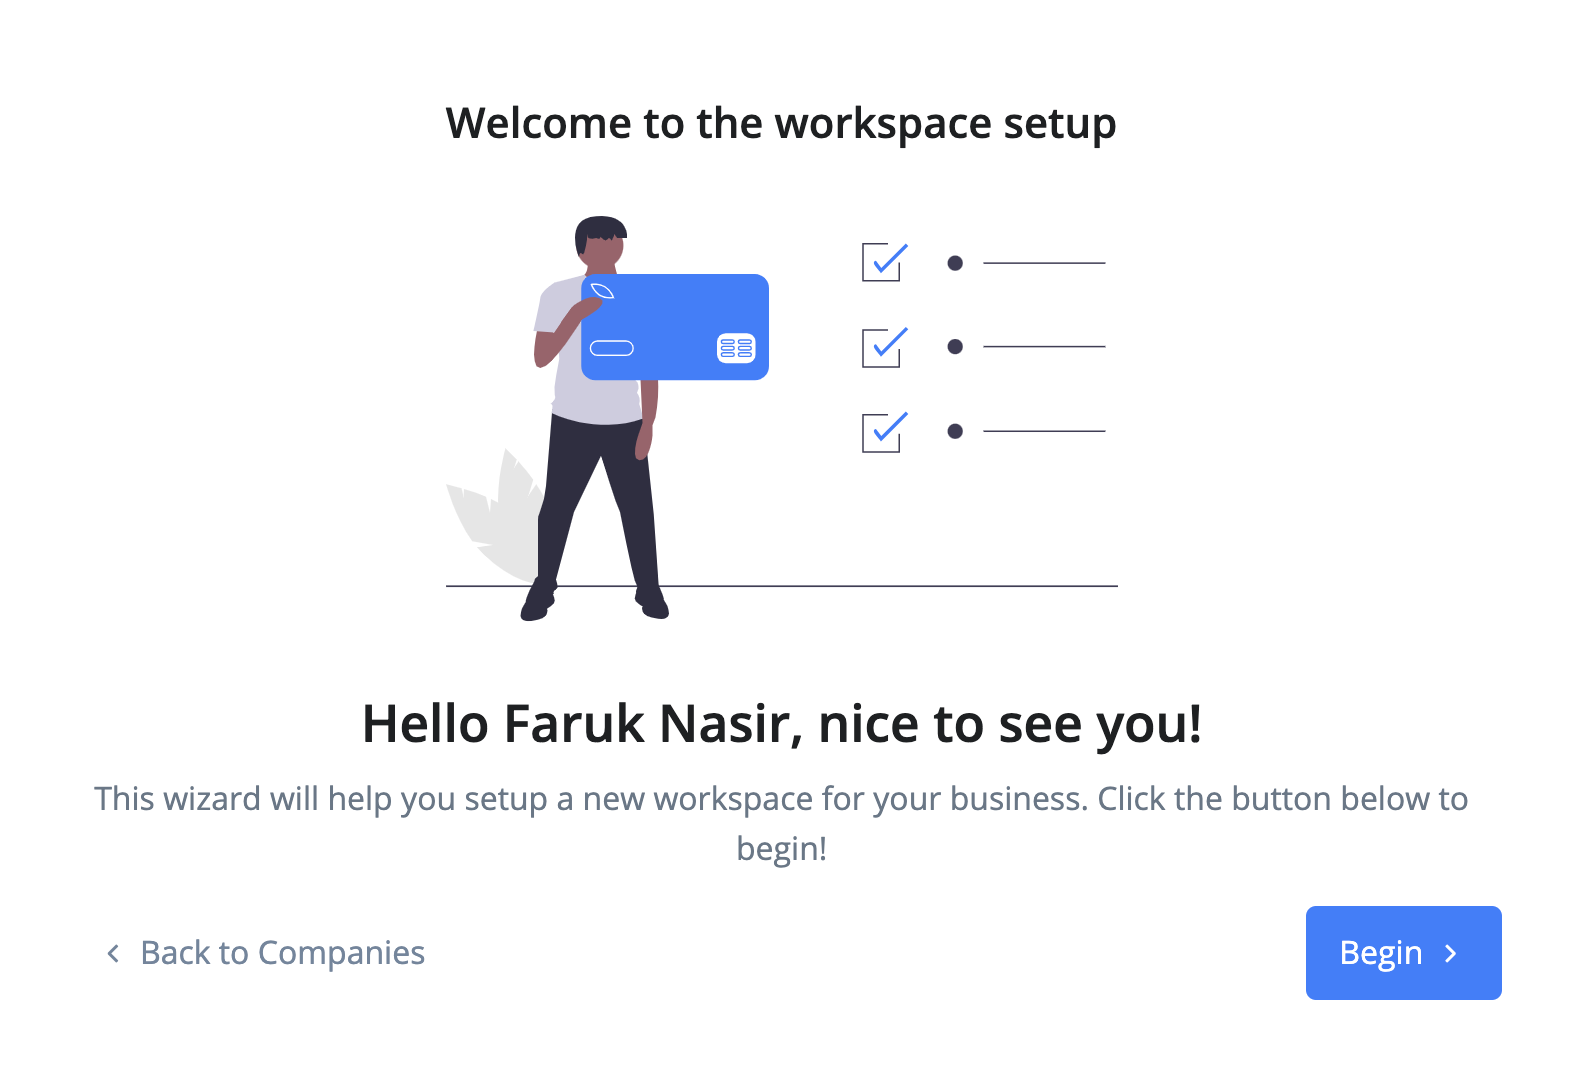 Welcome to the workspace setup
Hello Faruk Nasir, nice to see you!
This wizard will help you setup a new workspace for your business. Click the button below to
begin!
Back to Companies
Begin